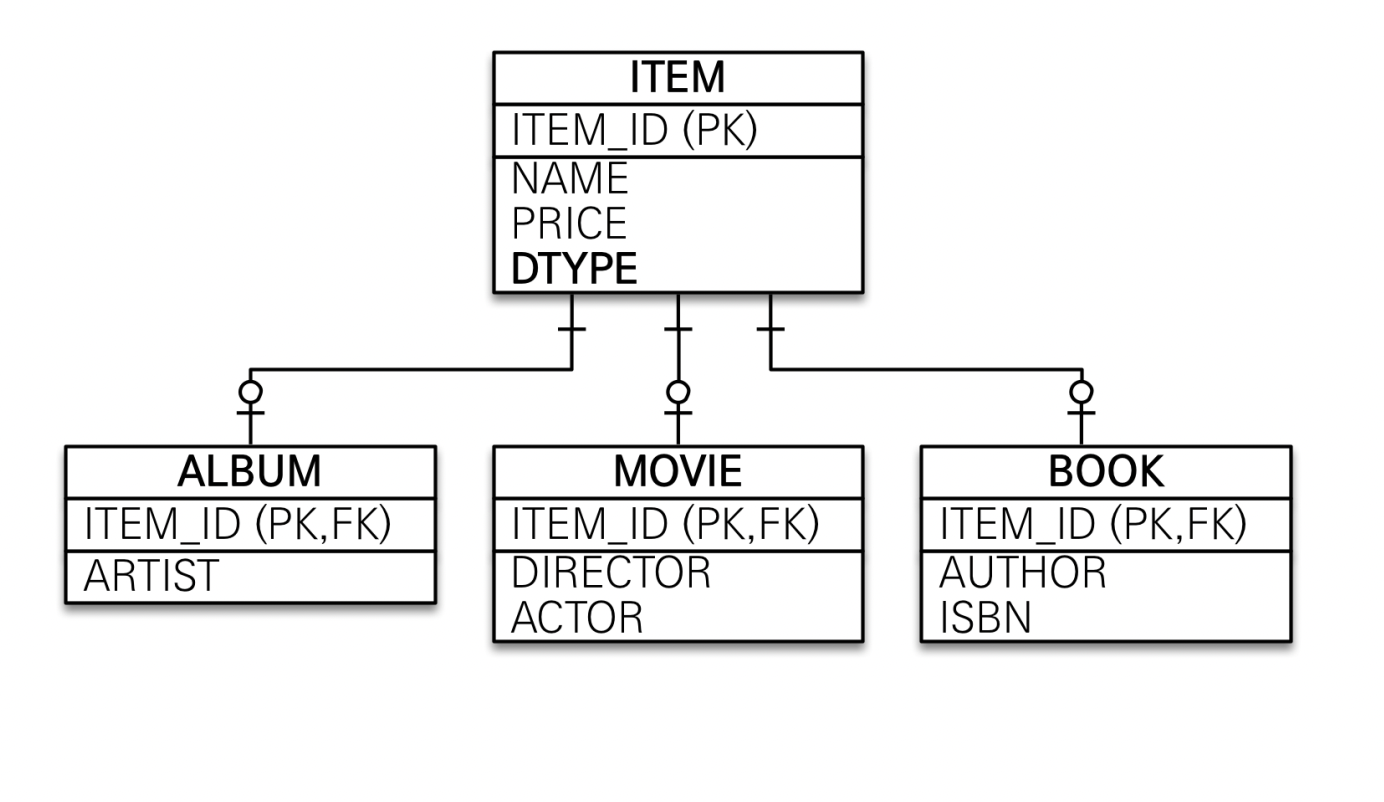 ITEM
ITEM_ID (PK)
NAME
PRICE
DTYPE
ALBUM
ITEM_ID (PK,FK)
ARTIST
MOVIE
ITEM_ID (PK,FK)
DIRECTOR
ACTOR
BOOK
ITEM_ID (PK,FK)
AUTHOR
ISBN